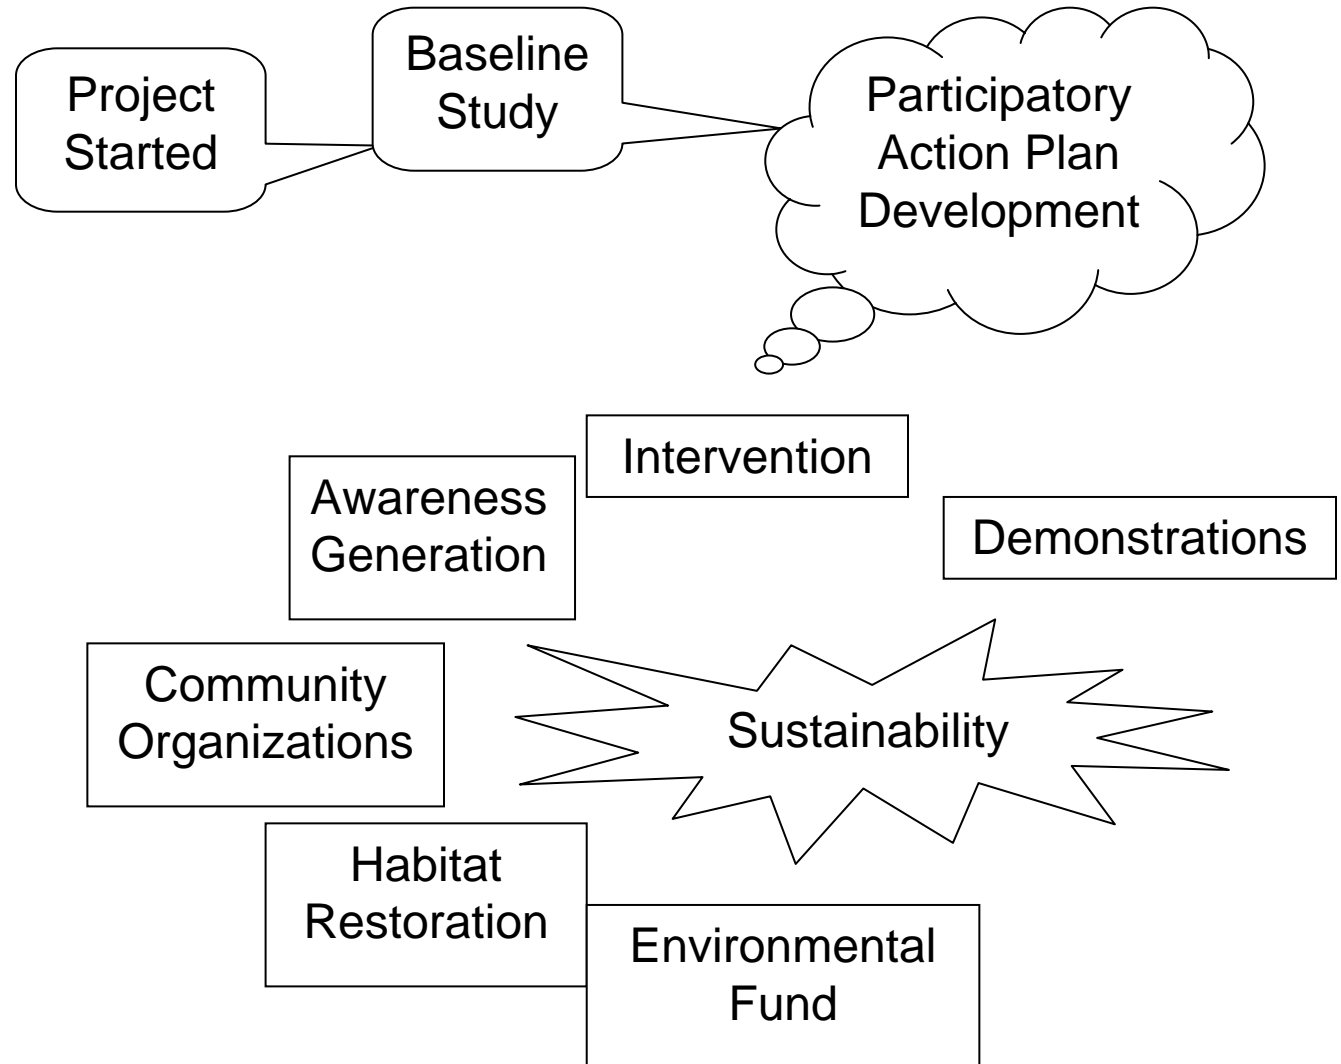 Project
Started
Baseline
Study
Participatory
Action Plan
Development
Intervention
Awareness
Generation
Demonstrations
Community
Organizations
Sustainability
Habitat
Restoration
Environmental
Fund